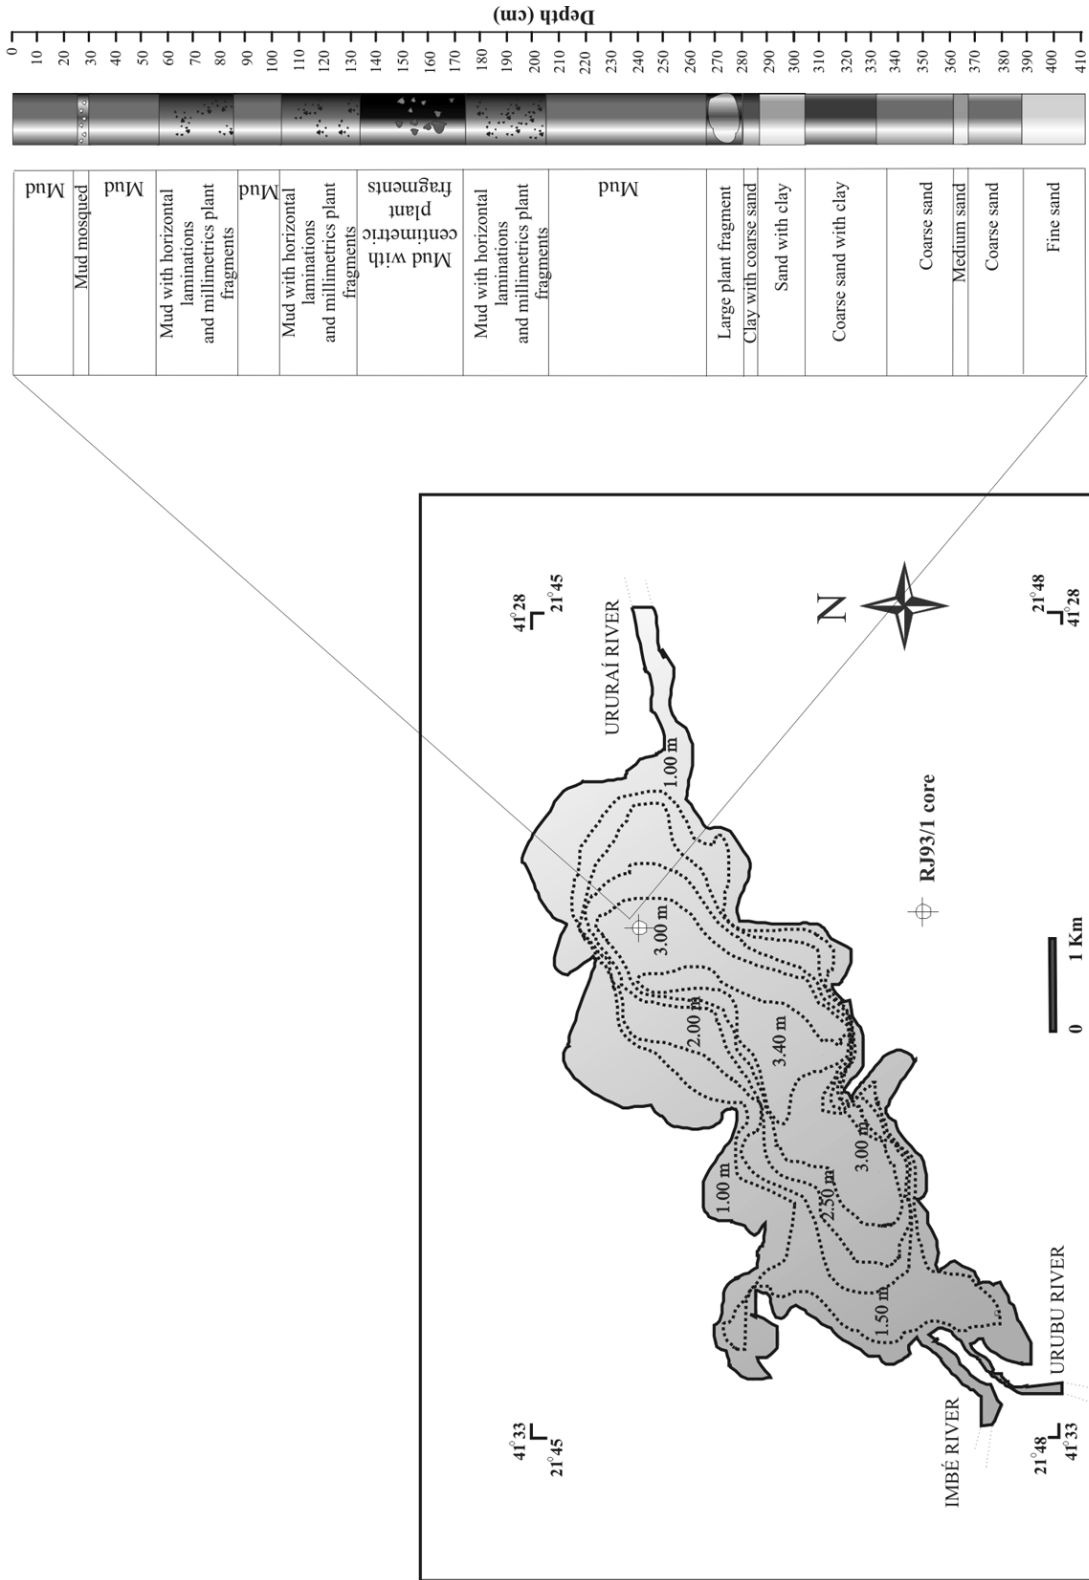 Depth (cm)
0
10
20
30
40
50
60
70
80
90
100
110
120
130
140
150
160
170
180
190
200
210
220
230
240
250
260
270
280
290
300
310
320
330
340
350
360
370
380
390
400
410
Mud
Mud mosqued
Mud
Mud with horizontal
laminations
and millimetrics plant
fragments
Mud
Mud with horizontal
laminations
and millimetrics plant
fragments
Mud with
centimetric
plant
fragments
Mud with horizontal
laminations
and millimetrics plant
fragments
Mud
Large plant fragment
Clay with coarse sand
Sand with clay
Coarse sand with clay
Coarse sand
Medium sand
Coarse sand
Fine sand
41°33
21°45
41°28
21°45
URURAÍ RIVER
1.00 m
3.00 m
2.00 m
3.40 m
1.00 m
2.50 m
3.00 m
1.50 m
N
IMBÉ RIVER
URUBU RIVER
RJ93/1 core
0
1 Km
21°48
41°33
21°48
41°28